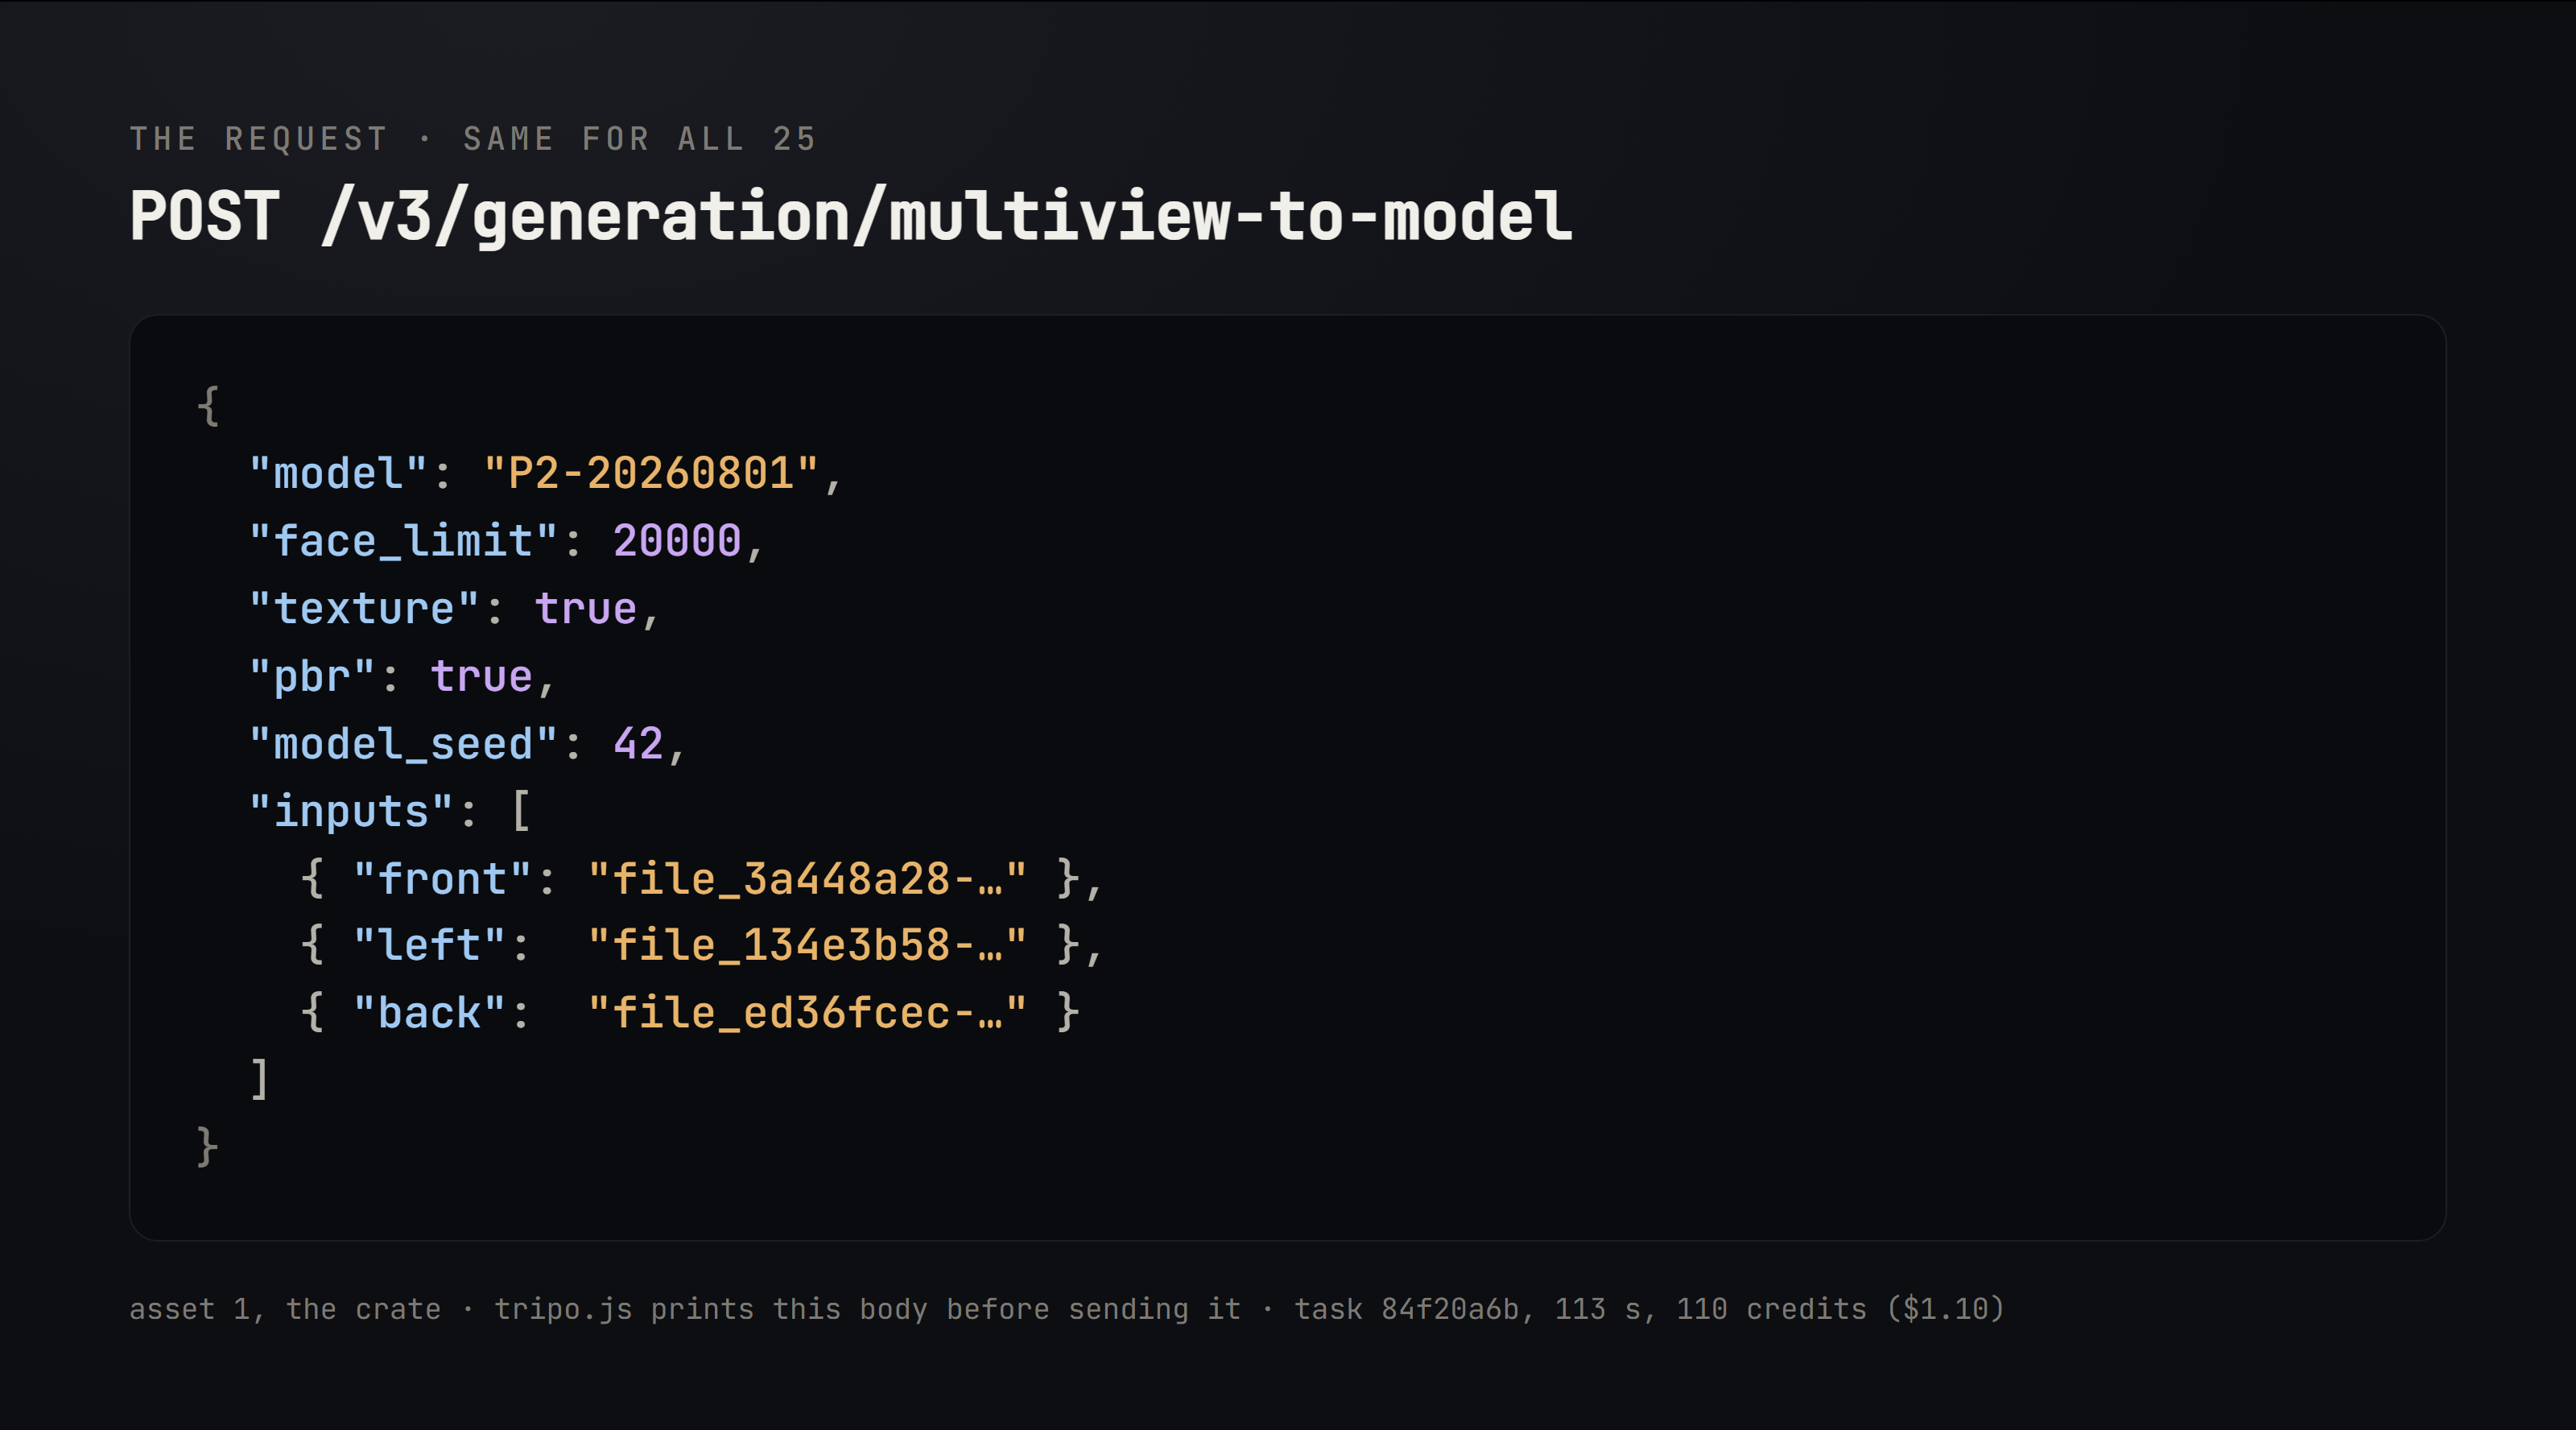 THE REQUEST · SAME FOR ALL 25
POST /v3/generation/multiview-to-model
{
  "model": "P2-20260801",
  "face_limit": 20000,
  "texture": true,
  "pbr": true,
  "model_seed": 42,
  "inputs": [
    { "front": "file_3a448a28-…" },
    { "left":  "file_134e3b58-…" },
    { "back":  "file_ed36fcec-…" }
  ]
}
asset 1, the crate · tripo.js prints this body before sending it · task 84f20a6b, 113 s, 110 credits ($1.10)